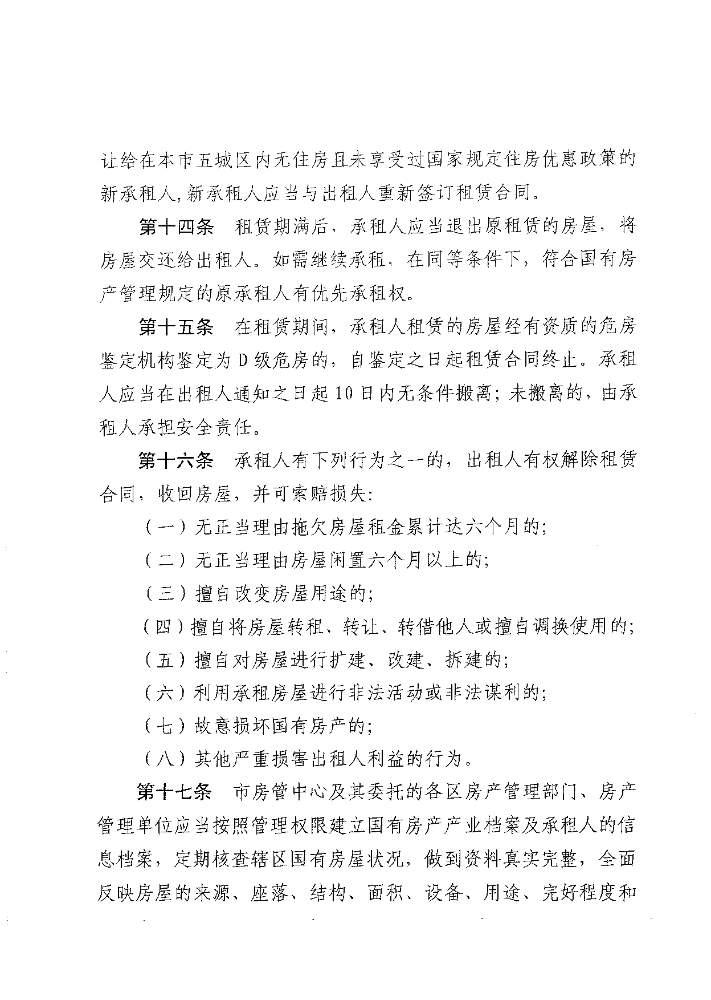 让给在本市五城区内无住房且未享受过国家规定住房优惠政策的
新承租人,新承租人应当与出租人重新签订租赁合同。
第十四条　租赁期满后，承租人应当退出原租赁的房屋，将
房屋交还给出租人。如需继续承租，在同等条件下，符合国有房
产管理规定的原承租人有优先承租权。
第十五条　在租赁期间，承租人租赁的房屋经有资质的危房
鉴定机构鉴定为 D 级危房的，自鉴定之日起租赁合同终止。承租
人应当在出租人通知之日起 10 日内无条件搬离；未搬离的，由承
租人承担安全责任。
第十六条　承租人有下列行为之一的，出租人有权解除租赁
合同，收回房屋，并可索赔损失：
（一）无正当理由拖欠房屋租金累计达六个月的；
（二）无正当理由房屋闲置六个月以上的；
（三）擅自改变房屋用途的；
（四）擅自将房屋转租、转让、转借他人或擅自调换使用的；
（五）擅自对房屋进行扩建、改建、拆建的；
（六）利用承租房屋进行非法活动或非法谋利的；
（七）故意损坏国有房产的；
（八）其他严重损害出租人利益的行为。
第十七条　市房管中心及其委托的各区房产管理部门、房产
管理单位应当按照管理权限建立国有房产产业档案及承租人的信
息档案，定期核查辖区国有房屋状况，做到资料真实完整，全面
反映房屋的来源、座落、结构、面积、设备、用途、完好程度和